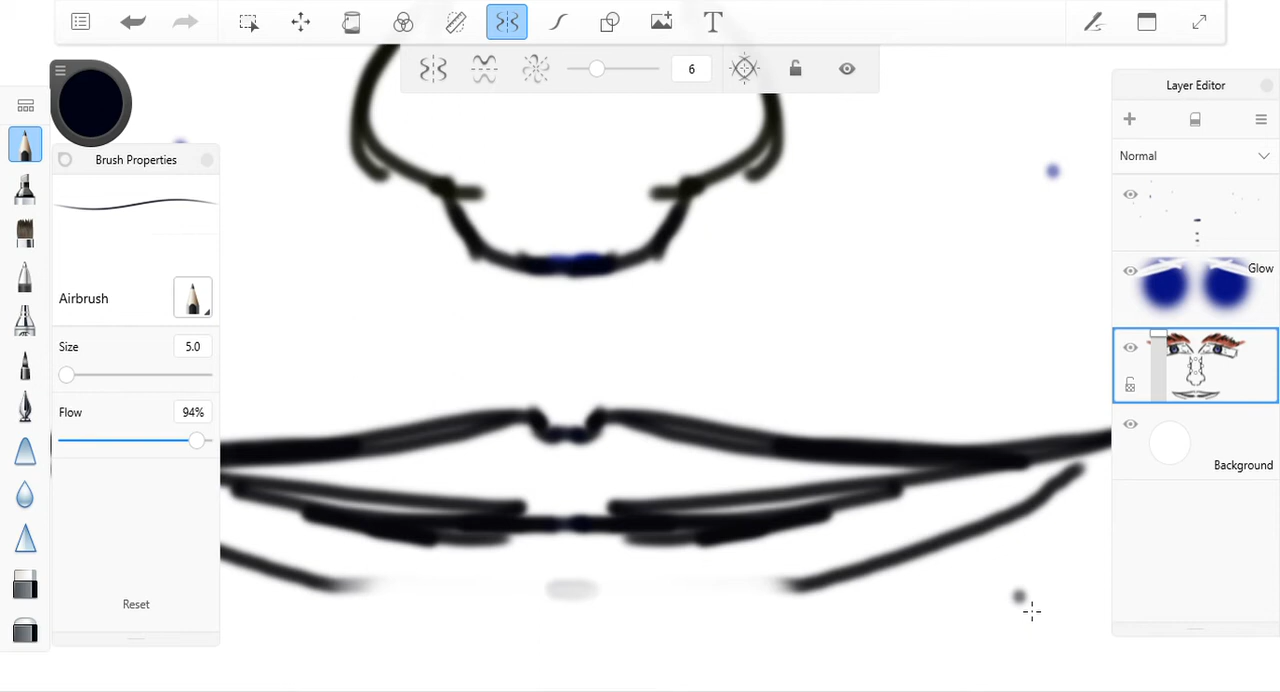 T
6
Layer Editor
Brush Properties
Normal
Airbrush
Glow
Size
5.0
Flow
94%
Background
Reset